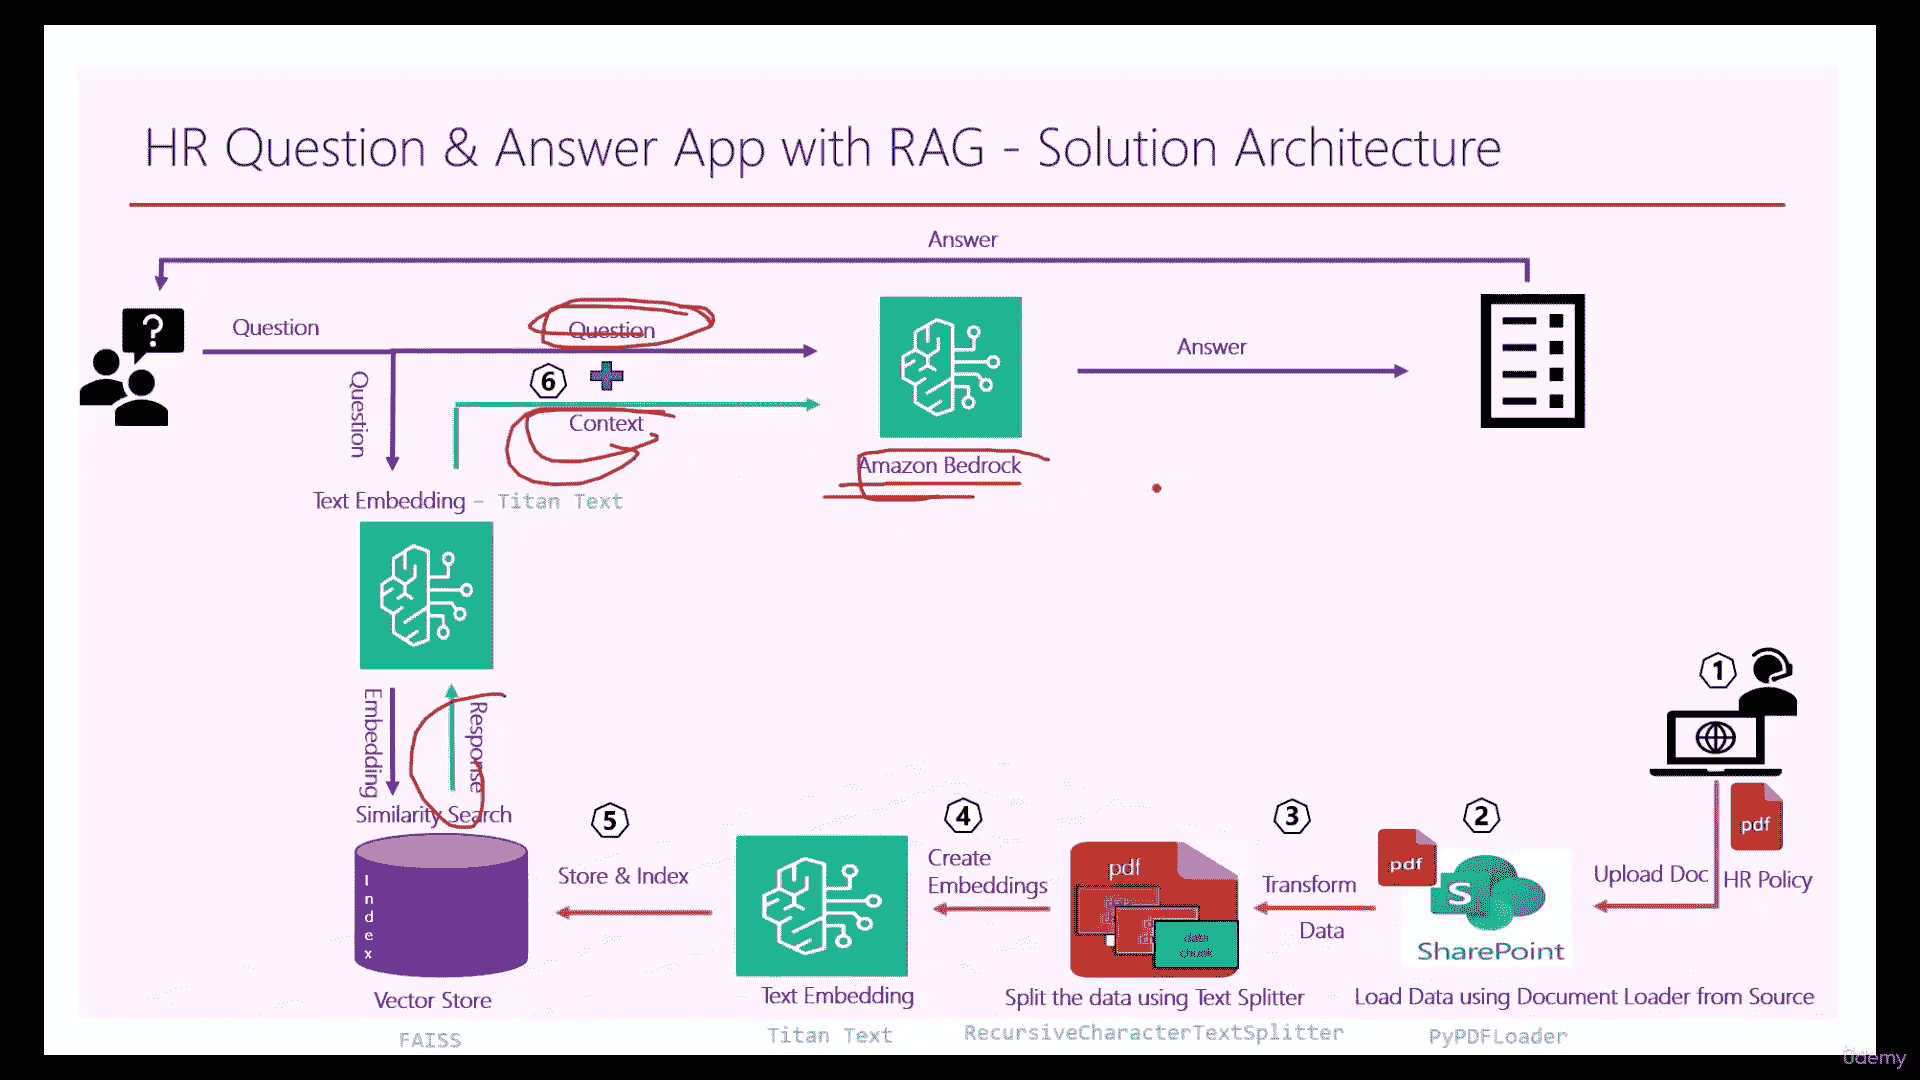 HR Question & Answer App with RAG - Solution Architecture
Answer
?
Question
Question
6
Context
Amazon Bedrock
Answer
Question
Text Embedding - Titan Text
Embedding
Response
Similarity Search
Index
Vector Store
FAISS
5
Store & Index
Text Embedding
Titan Text
4
Create
Embeddings
pdf
data
chunk
Split the data using Text Splitter
RecursiveCharacterTextSplitter
3
Transform
Data
2
pdf
S
SharePoint
Load Data using Document Loader from Source
PyPDFLoader
1
Upload Doc
pdf
HR Policy
ûdemy